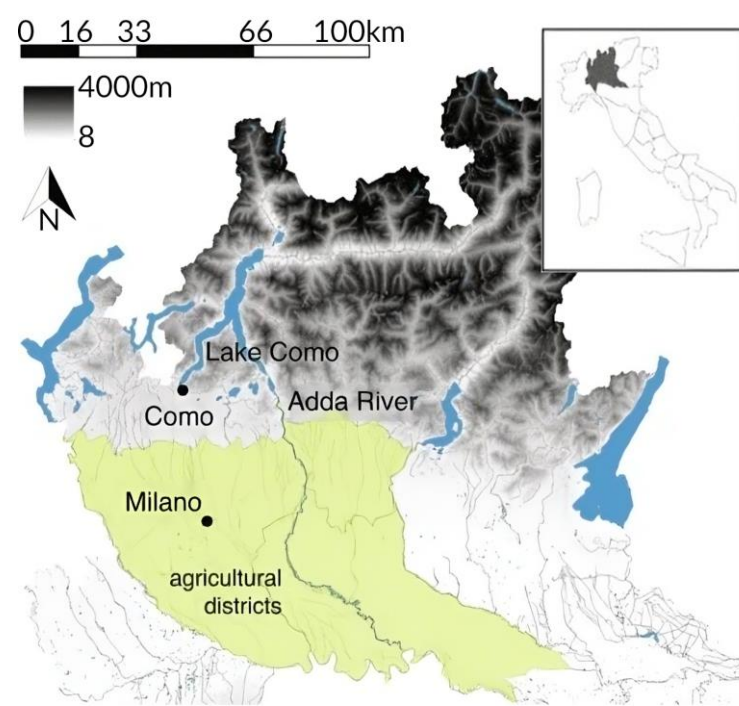 0 16 33 66 100km
4000m
8
N
Lake Como
Como
Adda River
Milano
agricultural
districts